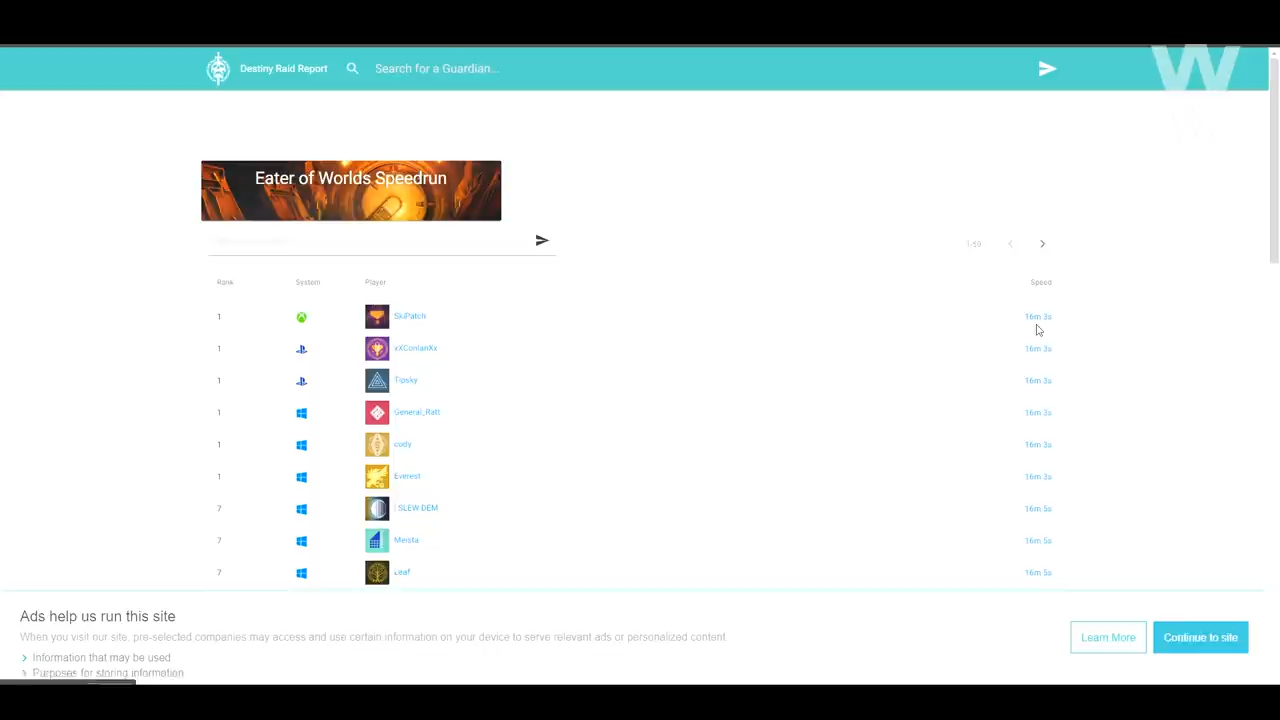 Destiny Raid Report
Search for a Guardian...
W
Eater of Worlds Speedrun
1-50
Rank System Player Speed
1 SkiPatch 16m 3s
1 xXConlanXx 16m 3s
1 Tipsky 16m 3s
1 General_Ratt 16m 3s
1 cody 16m 3s
1 Everest 16m 3s
7 SLEW DEM 16m 5s
7 Meista 16m 5s
7 Leaf 16m 5s
Ads help us run this site
When you visit our site, pre-selected companies may access and use certain information on your device to serve relevant ads or personalized content.
Learn More
Continue to site
Information that may be used
Purposes for storing information